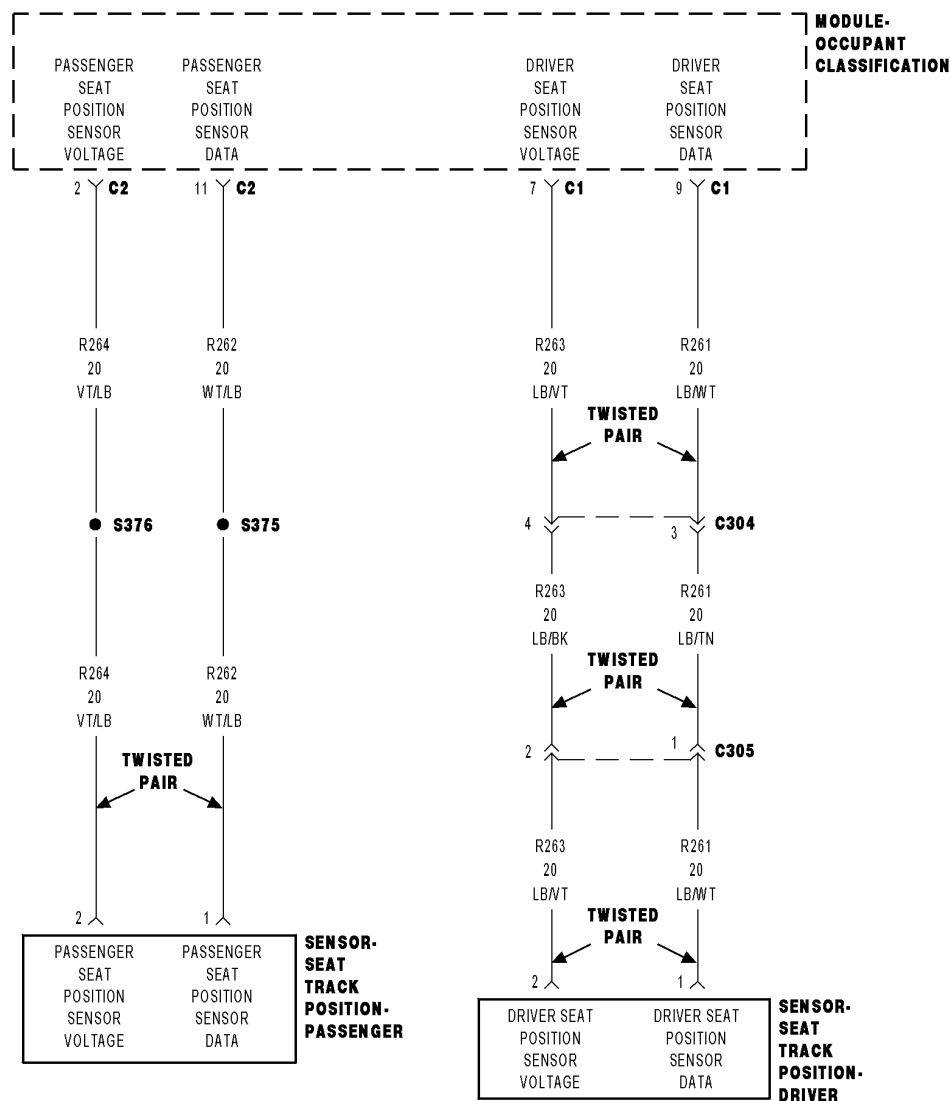 MODULE-
OCCUPANT
CLASSIFICATION
PASSENGER
SEAT
POSITION
SENSOR
VOLTAGE
PASSENGER
SEAT
POSITION
SENSOR
DATA
DRIVER
SEAT
POSITION
SENSOR
VOLTAGE
DRIVER
SEAT
POSITION
SENSOR
DATA
2 C2
11 C2
7 C1
9 C1
R264
20
VT/LB
R262
20
WT/LB
R263
20
LB/VT
R261
20
LB/WT
TWISTED
PAIR
S376
S375
4
3
C304
R263
20
LB/BK
R261
20
LB/TN
TWISTED
PAIR
R264
20
VT/LB
R262
20
WT/LB
2
1
C305
TWISTED
PAIR
R263
20
LB/VT
R261
20
LB/WT
TWISTED
PAIR
2
1
PASSENGER
SEAT
POSITION
SENSOR
VOLTAGE
PASSENGER
SEAT
POSITION
SENSOR
DATA
SENSOR-
SEAT
TRACK
POSITION-
PASSENGER
2
1
DRIVER SEAT
POSITION
SENSOR
VOLTAGE
DRIVER SEAT
POSITION
SENSOR
DATA
SENSOR-
SEAT
TRACK
POSITION-
DRIVER